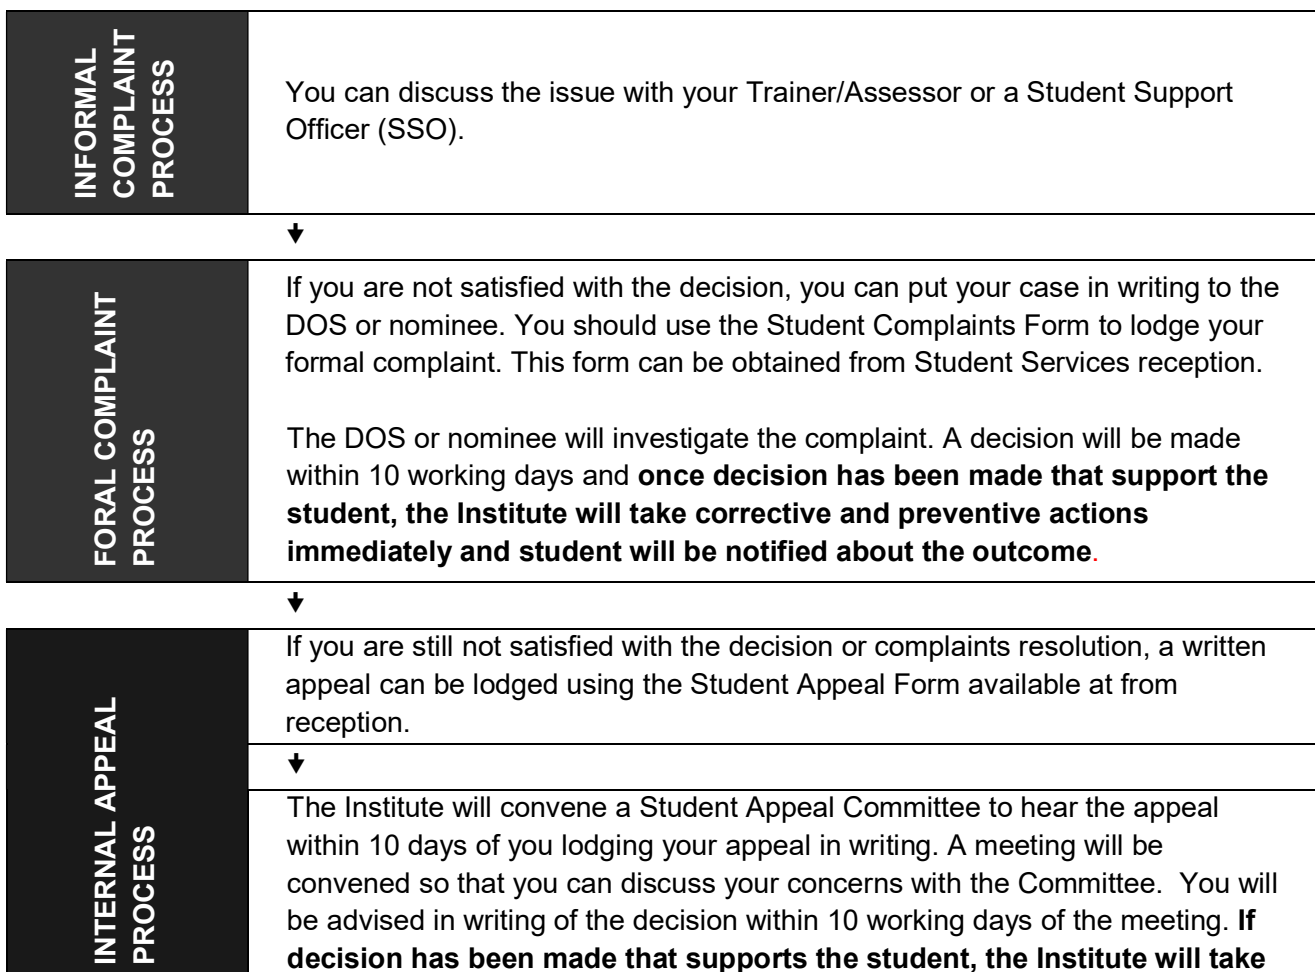 INFORMAL
COMPLAINT
PROCESS
You can discuss the issue with your Trainer/Assessor or a Student Support
Officer (SSO).
FORAL COMPLAINT
PROCESS
If you are not satisfied with the decision, you can put your case in writing to the
DOS or nominee. You should use the Student Complaints Form to lodge your
formal complaint. This form can be obtained from Student Services reception.
The DOS or nominee will investigate the complaint. A decision will be made
within 10 working days and once decision has been made that support the
student, the Institute will take corrective and preventive actions
immediately and student will be notified about the outcome.
INTERNAL APPEAL
PROCESS
If you are still not satisfied with the decision or complaints resolution, a written
appeal can be lodged using the Student Appeal Form available at from
reception.
The Institute will convene a Student Appeal Committee to hear the appeal
within 10 days of you lodging your appeal in writing. A meeting will be
convened so that you can discuss your concerns with the Committee.  You will
be advised in writing of the decision within 10 working days of the meeting. If
decision has been made that supports the student, the Institute will take